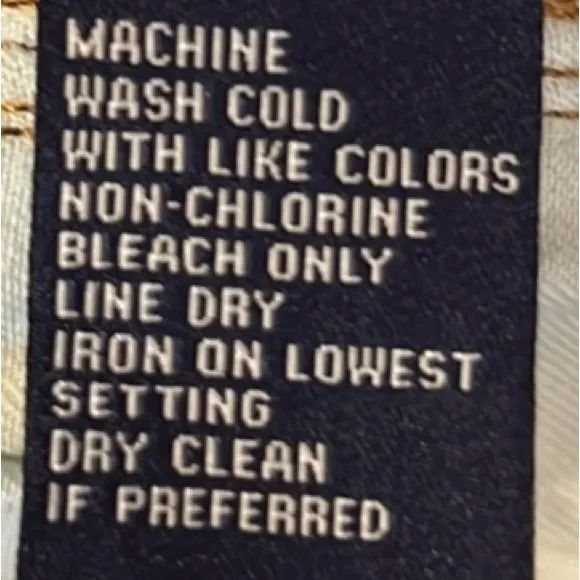 MACHINE
WASH COLD
WITH LIKE COLORS
NON-CHLORINE
BLEACH ONLY
LINE DRY
IRON ON LOWEST
SETTING
DRY CLEAN
IF PREFERRED